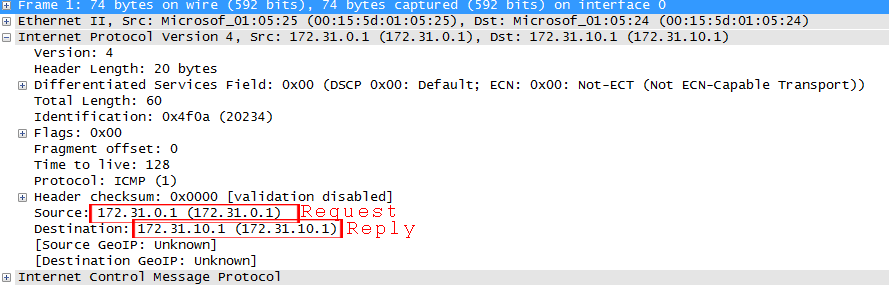 Frame 1: 74 bytes on wire (592 bits), 74 bytes captured (592 bits) on interface 0
Ethernet II, Src: Microsof_01:05:25 (00:15:5d:01:05:25), Dst: Microsof_01:05:24 (00:15:5d:01:05:24)
Internet Protocol Version 4, Src: 172.31.0.1 (172.31.0.1), Dst: 172.31.10.1 (172.31.10.1)
Version: 4
Header Length: 20 bytes
Differentiated Services Field: 0x00 (DSCP 0x00: Default; ECN: 0x00: Not-ECT (Not ECN-Capable Transport))
Total Length: 60
Identification: 0x4f0a (20234)
Flags: 0x00
Fragment offset: 0
Time to live: 128
Protocol: ICMP (1)
Header checksum: 0x0000 [validation disabled]
Source: 172.31.0.1 (172.31.0.1) Request
Destination: 172.31.10.1 (172.31.10.1) Reply
[Source GeoIP: Unknown]
[Destination GeoIP: Unknown]
Internet Control Message Protocol